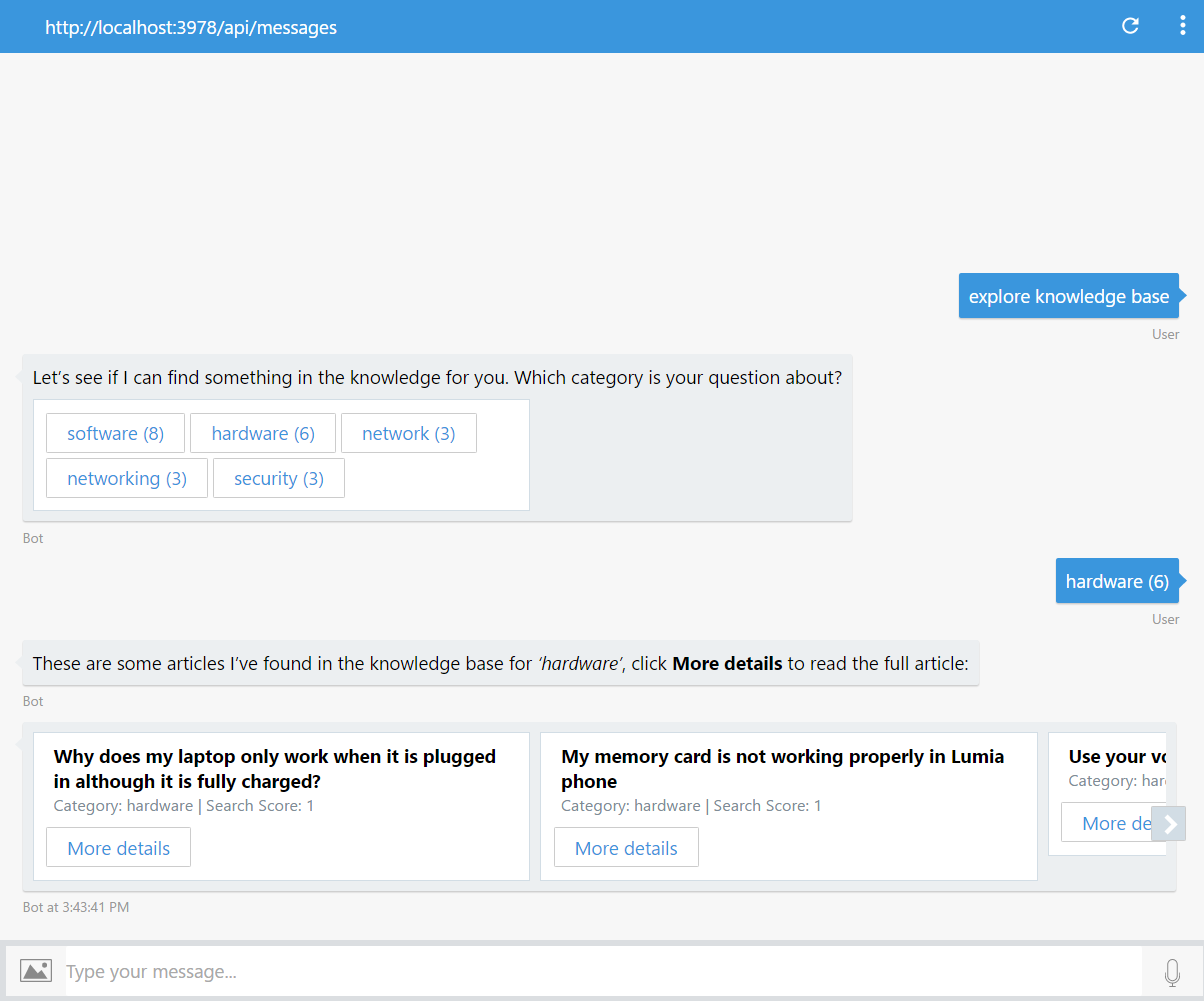 http://localhost:3978/api/messages
explore knowledge base
User
Let's see if I can find something in the knowledge for you. Which category is your question about?
software (8)
hardware (6)
network (3)
networking (3)
security (3)
Bot
hardware (6)
User
These are some articles I've found in the knowledge base for 'hardware', click More details to read the full article:
Bot
Why does my laptop only work when it is plugged
in although it is fully charged?
Category: hardware | Search Score: 1
More details
My memory card is not working properly in Lumia
phone
Category: hardware | Search Score: 1
More details
Use your
Category:
More
Bot at 3:43:41 PM
Type your message...